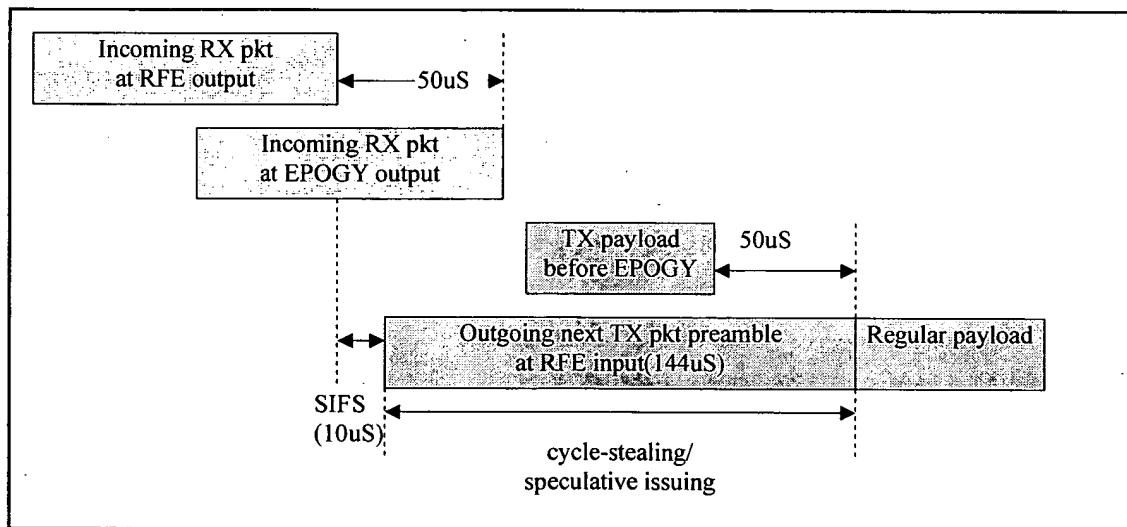 Incoming RX pkt
at RFE output
50uS
Incoming RX pkt
at EPOGY output
TX payload
before EPOGY
50uS
Outgoing next TX pkt preamble
at RFE input(144uS)
Regular payload
SIFS
(10uS)
cycle-stealing/
speculative issuing